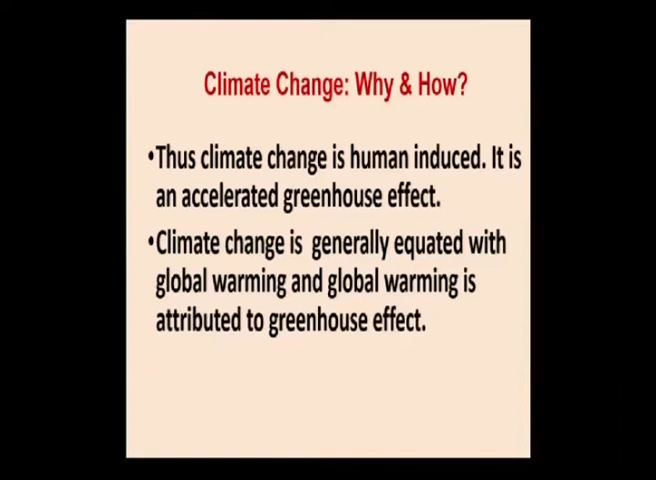 Climate Change: Why & How?
•Thus climate change is human induced. It is
an accelerated greenhouse effect.
•Climate change is  generally equated with
global warming and global warming is
attributed to greenhouse effect.